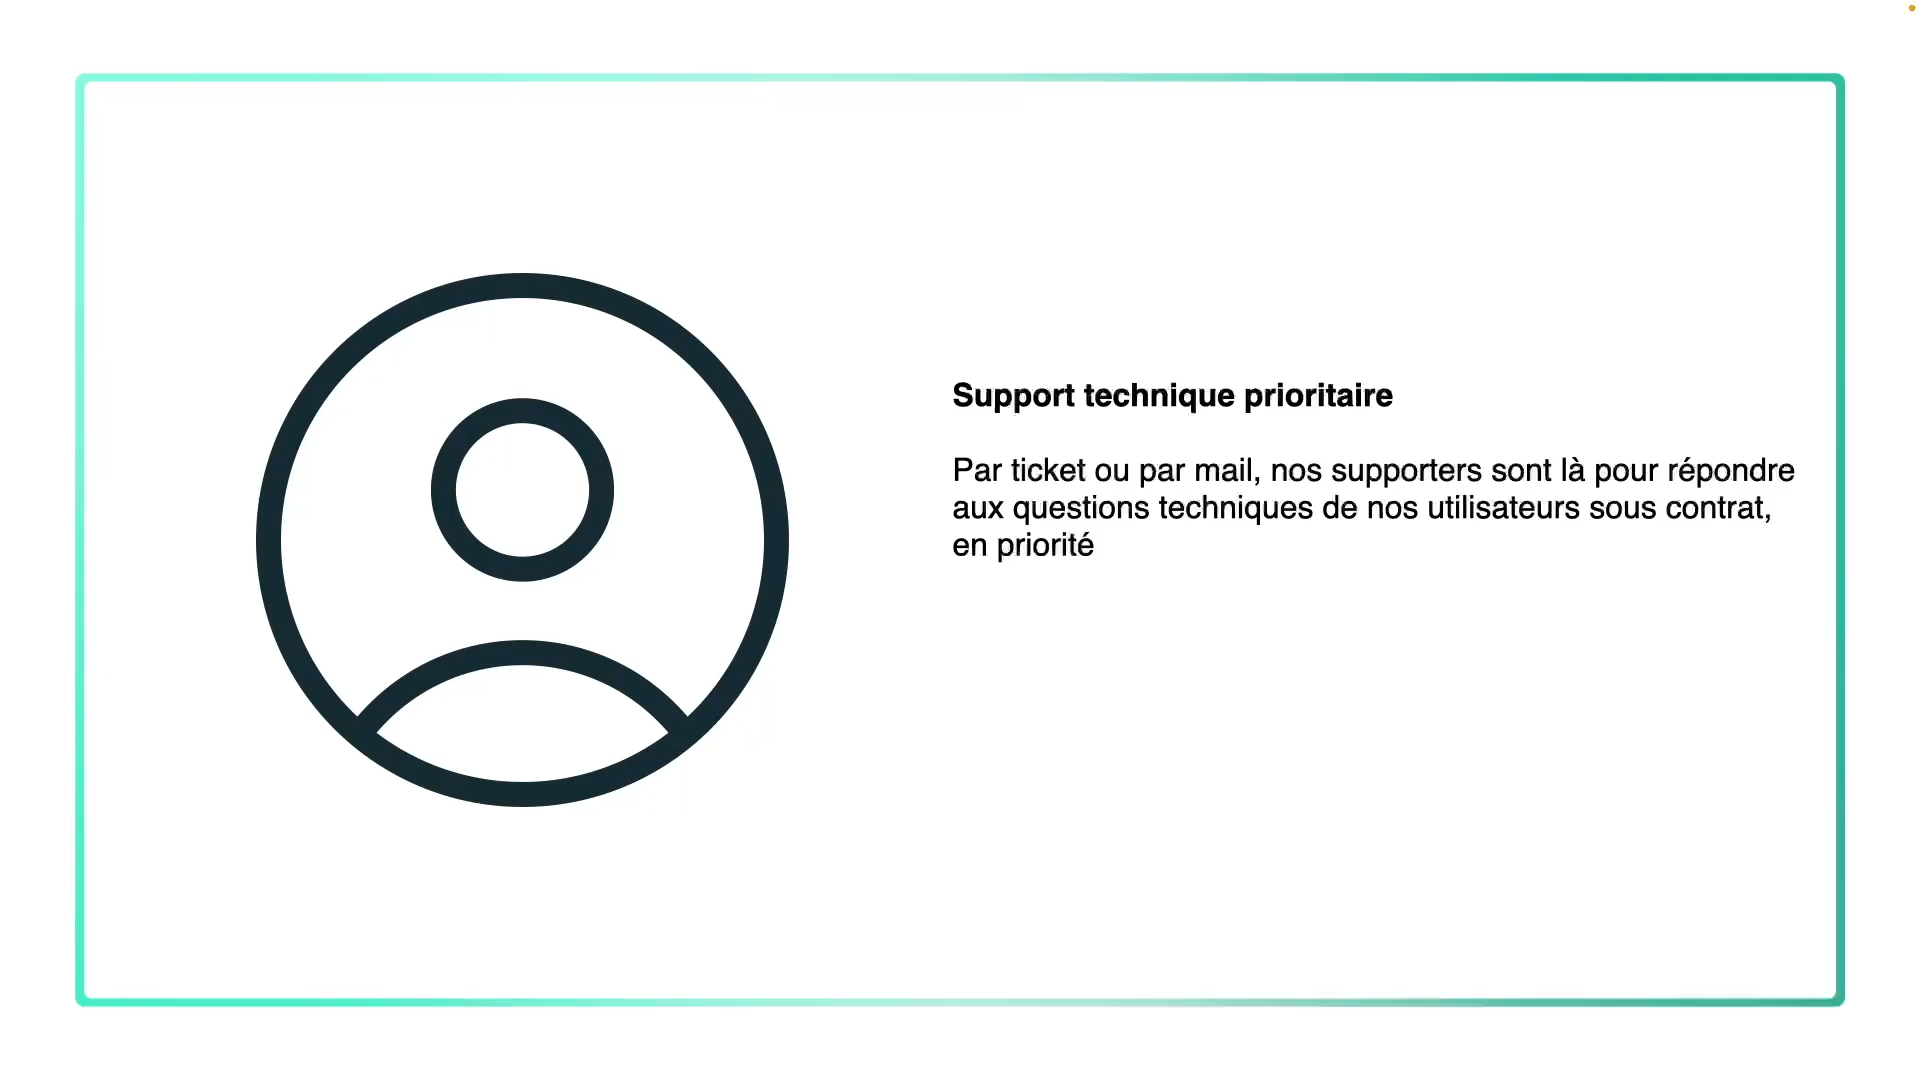 Support technique prioritaire
Par ticket ou par mail, nos supporters sont là pour répondre
aux questions techniques de nos utilisateurs sous contrat,
en priorité